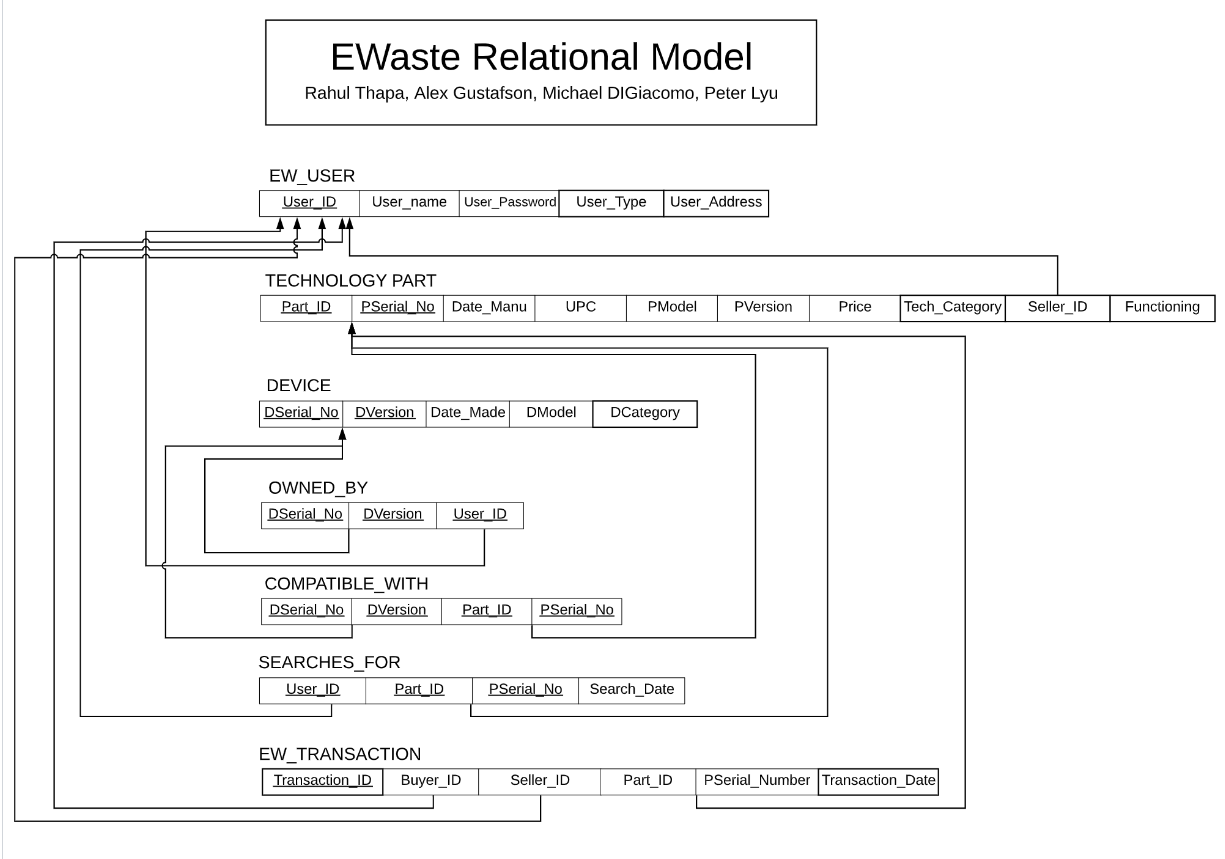 EWaste Relational Model
Rahul Thapa, Alex Gustafson, Michael DIGiacomo, Peter Lyu
EW_USER
User_ID User_name User_Password User_Type User_Address
TECHNOLOGY PART
Part_ID PSerial_No Date_Manu UPC PModel PVersion Price Tech_Category Seller_ID Functioning
DEVICE
DSerial_No DVersion Date_Made DModel DCategory
OWNED_BY
DSerial_No DVersion User_ID
COMPATIBLE_WITH
DSerial_No DVersion Part_ID PSerial_No
SEARCHES_FOR
User_ID Part_ID PSerial_No Search_Date
EW_TRANSACTION
Transaction_ID Buyer_ID Seller_ID Part_ID PSerial_Number Transaction_Date